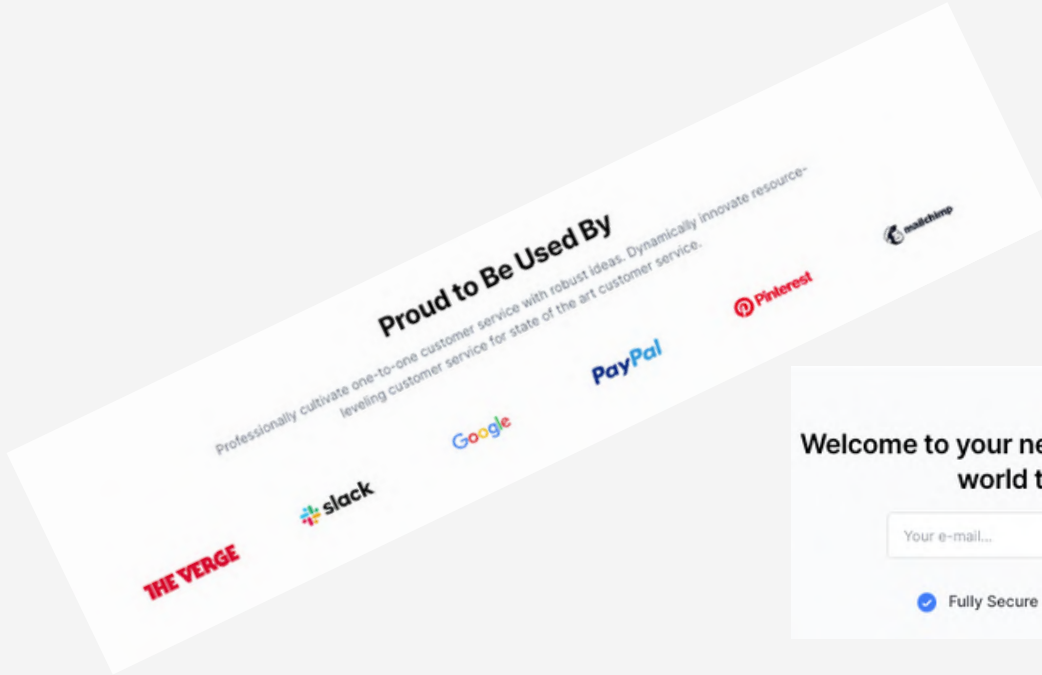 Proud to Be Used By
Professionally cultivate one-to-one customer service with robust ideas. Dynamically innovate resource-
leveling customer service for state of the art customer service.
THE VERGE
slack
Google
PayPal
Pinterest
mailchimp
Welcome to your ne
world t
Your e-mail...
Fully Secure